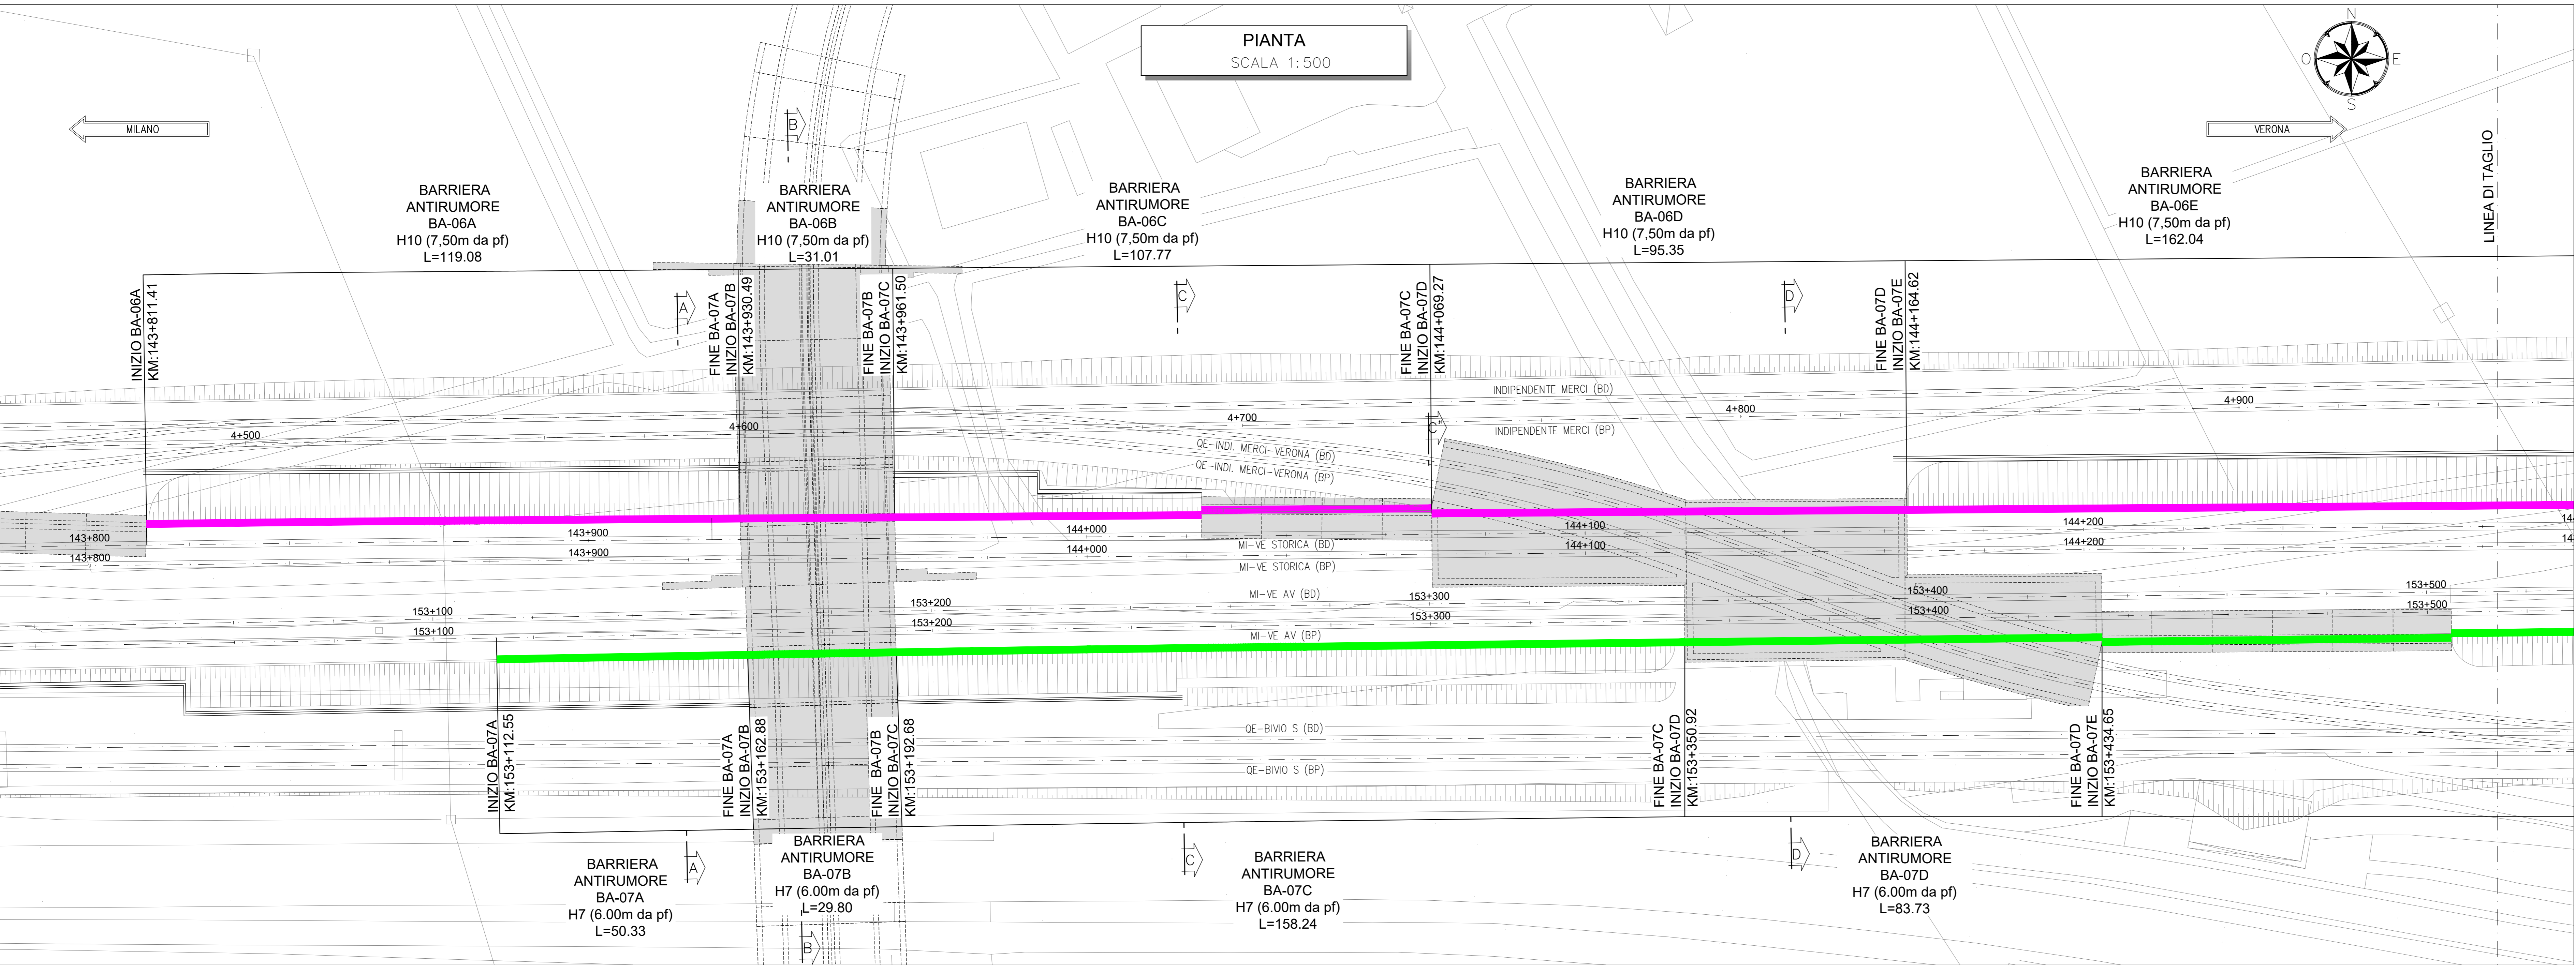 PIANTA
SCALA 1:500
N
O
E
S
MILANO
VERONA
LINEA DI TAGLIO
BARRIERA
ANTIRUMORE
BA-06A
H10 (7,50m da pf)
L=119.08
BARRIERA
ANTIRUMORE
BA-06B
H10 (7,50m da pf)
L=31.01
BARRIERA
ANTIRUMORE
BA-06C
H10 (7,50m da pf)
L=107.77
BARRIERA
ANTIRUMORE
BA-06D
H10 (7,50m da pf)
L=95.35
BARRIERA
ANTIRUMORE
BA-06E
H10 (7,50m da pf)
L=162.04
B
A
C
D
C'
INIZIO BA-06A
KM:143+811.41
FINE BA-07A
INIZIO BA-07B
KM:143+930.49
FINE BA-07B
INIZIO BA-07C
KM:143+961.50
FINE BA-07C
INIZIO BA-07D
KM:144+069.27
FINE BA-07D
INIZIO BA-07E
KM:144+164.62
INDIPENDENTE MERCI (BD)
4+500
4+600
4+700
4+800
4+900
INDIPENDENTE MERCI (BP)
QE-INDI. MERCI-VERONA (BD)
QE-INDI. MERCI-VERONA (BP)
143+800
143+900
144+000
144+100
144+200
14
MI-VE STORICA (BD)
143+800
143+900
144+000
144+100
144+200
14
MI-VE STORICA (BP)
MI-VE AV (BD)
153+100
153+200
153+300
153+400
153+500
153+100
153+200
153+300
153+400
153+500
MI-VE AV (BP)
QE-BIVIO S (BD)
QE-BIVIO S (BP)
INIZIO BA-07A
KM:153+112.55
FINE BA-07A
INIZIO BA-07B
KM:153+162.88
FINE BA-07B
INIZIO BA-07C
KM:153+192.68
FINE BA-07C
INIZIO BA-07D
KM:153+350.92
FINE BA-07D
INIZIO BA-07E
KM:153+434.65
A
C
D
B
BARRIERA
ANTIRUMORE
BA-07A
H7 (6.00m da pf)
L=50.33
BARRIERA
ANTIRUMORE
BA-07B
H7 (6.00m da pf)
L=29.80
BARRIERA
ANTIRUMORE
BA-07C
H7 (6.00m da pf)
L=158.24
BARRIERA
ANTIRUMORE
BA-07D
H7 (6.00m da pf)
L=83.73